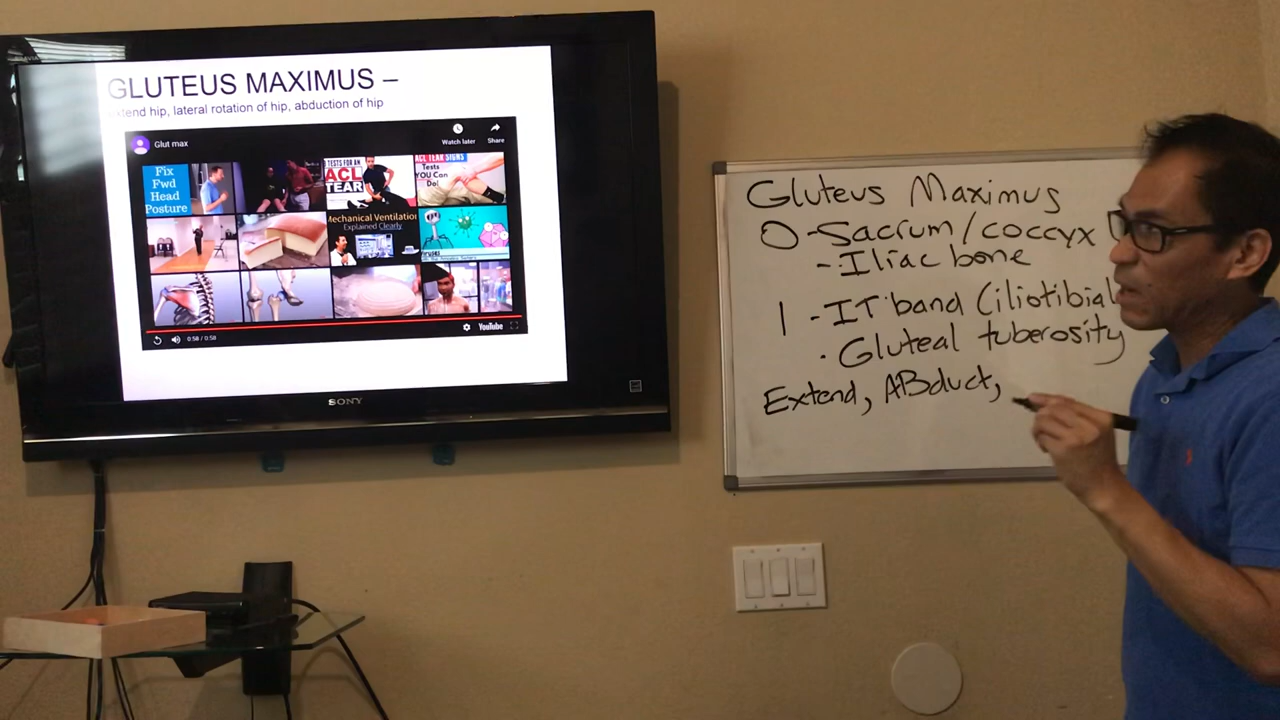 GLUTEUS MAXIMUS –
extend hip, lateral rotation of hip, abduction of hip
Glut max
Watch later
Share
Fix
Fwd
Head
Posture
TESTS FOR AN
ACL
TEAR
ACL TEAR SIGNS
Tests
YOU Can
Do!
Mechanical Ventilation
Explained Clearly
0:58 / 0:58
YouTube
SONY
Gluteus Maximus
O - Sacrum/coccyx
- Iliac bone
I - IT band (iliotibial
· Gluteal tuberosity
Extend, ABduct,